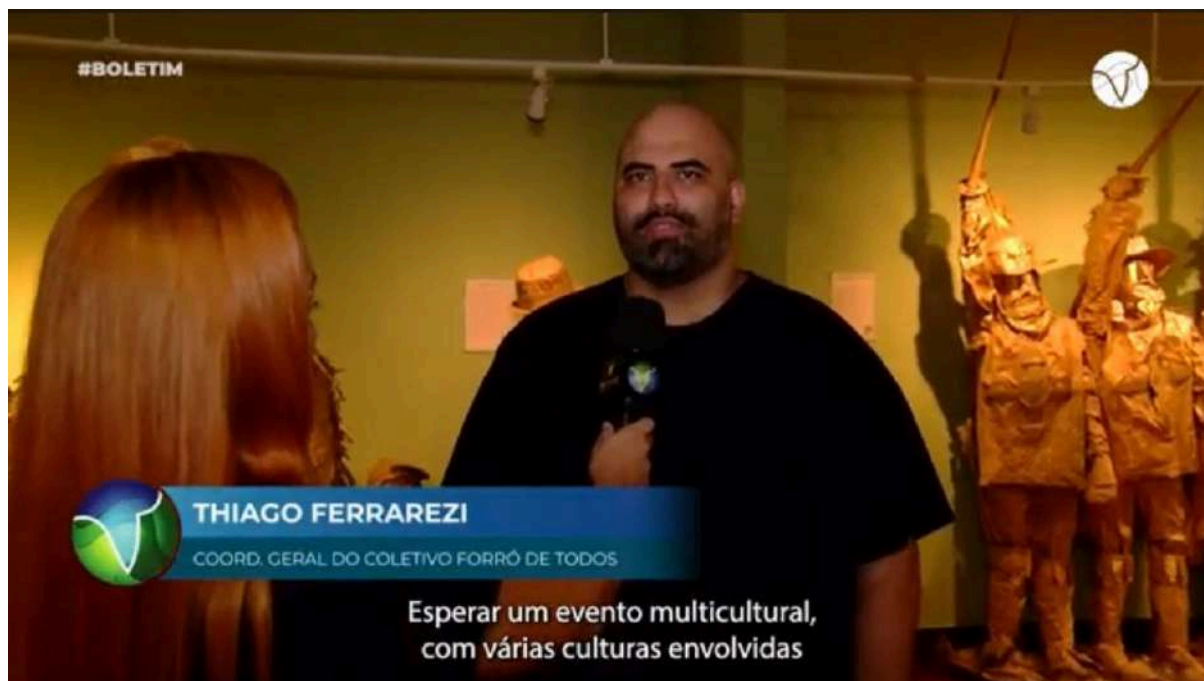 #BOLETIM
THIAGO FERRAREZI
COORD. GERAL DO COLETIVO FORRÓ DE TODOS
Esperar um evento multicultural,
com várias culturas envolvidas